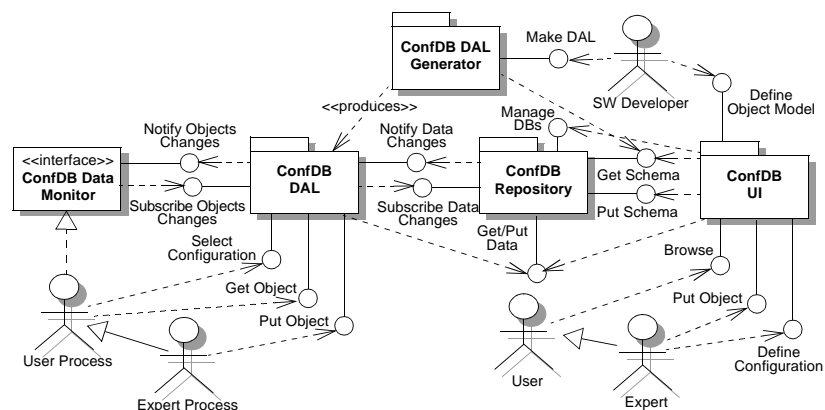 ConfDB DAL
Generator
Make DAL
SW Developer
Define
Object Model
<<produces>>
Manage
DBs
Notify Objects
Changes
Notify Data
Changes
<<interface>>
ConfDB Data
Monitor
ConfDB
DAL
ConfDB
Repository
Get Schema
ConfDB
UI
Subscribe Objects
Changes
Subscribe Data
Changes
Put Schema
Get/Put
Data
Select
Configuration
Browse
Get Object
Put Object
Put Object
User Process
Expert Process
User
Expert
Define
Configuration